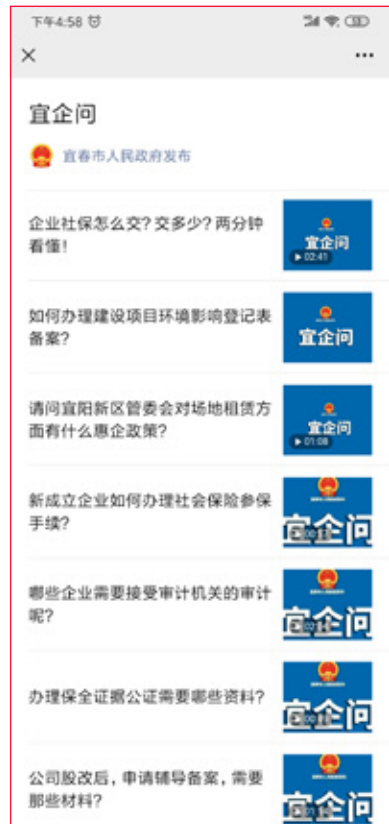 下午4:58
宜企问
宜春市人民政府发布
企业社保怎么交?交多少?两分钟
看懂!
宜企问
02:41
如何办理建设项目环境影响登记表
备案?
宜企问
请问宜阳新区管委会对场地租赁方
面有什么惠企政策?
宜企问
01:08
新成立企业如何办理社会保险参保
手续?
宜企问
哪些企业需要接受审计机关的审计
呢?
宜企问
办理保全证据公证需要哪些资料?
宜企问
公司股改后，申请辅导备案，需要
那些材料?
宜企问